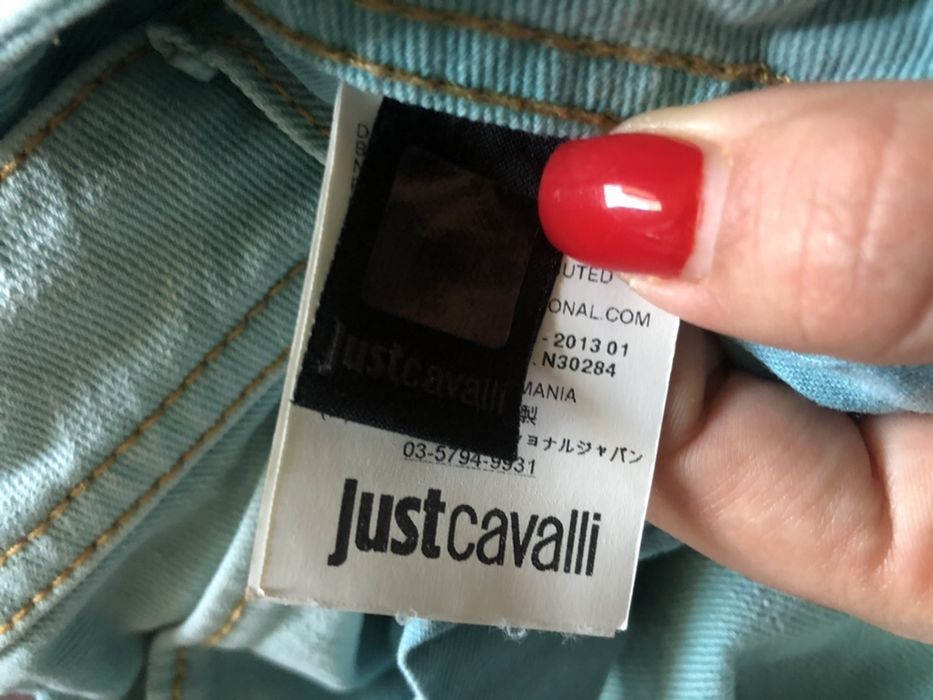 UTED
ONAL.COM
- 2013 01
.N30284
MANIA
製
ョナルジャパン
03-5794-9931
justcavalli
justcavalli